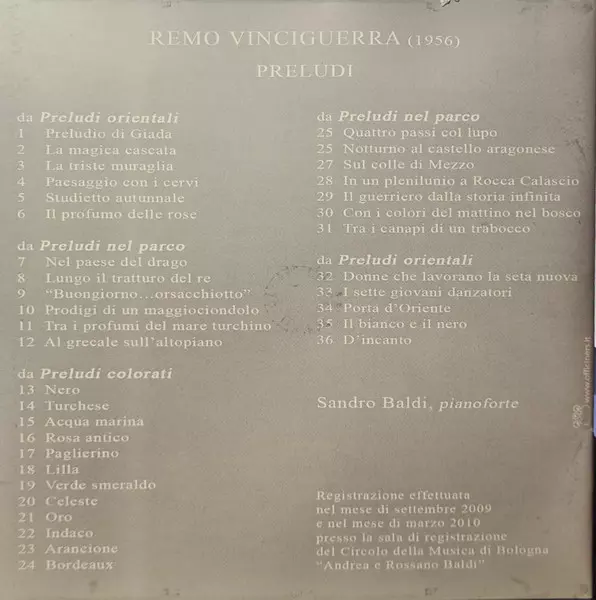 REMO VINCIGUERRA (1956)
PRELUDI
da Preludi orientali
1 Preludio di Giada
2 La magica cascata
3 La triste muraglia
4 Paesaggio con i cervi
5 Studietto autunnale
6 Il profumo delle rose
da Preludi nel parco
7 Nel paese del drago
8 Lungo il tratturo del re
9 “Buongiorno...orsacchiotto”
10 Prodigi di un maggiociondolo
11 Tra i profumi del mare turchino
12 Al grecale sull'altopiano
da Preludi colorati
13 Nero
14 Turchese
15 Acqua marina
16 Rosa antico
17 Paglierino
18 Lilla
19 Verde smeraldo
20 Celeste
21 Oro
22 Indaco
23 Arancione
24 Bordeaux
da Preludi nel parco
25 Quattro passi col lupo
25 Notturno al castello aragonese
27 Sul colle di Mezzo
28 In un plenilunio a Rocca Calascio
29 Il guerriero dalla storia infinita
30 Con i colori del mattino nel bosco
31 Tra i canapi di un trabocco
da Preludi orientali
32 Donne che lavorano la seta nuova
33 I sette giovani danzatori
34 Porta d'Oriente
35 Il bianco e il nero
36 D'incanto
Sandro Baldi, pianoforte
Registrazione effettuata
nel mese di settembre 2009
e nel mese di marzo 2010
presso la sala di registrazione
del Circolo della Musica di Bologna
“Andrea e Rossano Baldi”